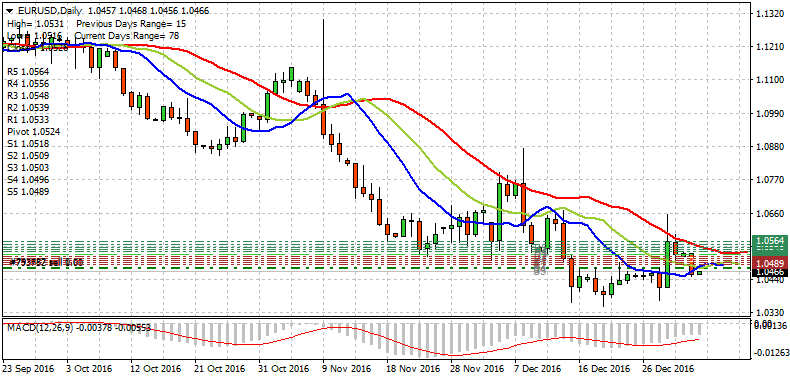 EURUSD,Daily 1.0457 1.0468 1.0456 1.0466
High= 1.0531 Previous Days Range= 15
Low= 1.0516 Current Days Range= 78
R5 1.0564
R4 1.0556
R3 1.0548
R2 1.0539
R1 1.0533
Pivot 1.0524
S1 1.0518
S2 1.0509
S3 1.0503
S4 1.0496
S5 1.0489
1.1320
1.1210
1.1100
1.0990
1.0880
1.0770
1.0660
1.0564
1.0489
1.0466
1.0440
1.0330
MACD(12,26,9) -0.00378 -0.00553
0.00136
-0.01263
23 Sep 2016
3 Oct 2016
12 Oct 2016
21 Oct 2016
31 Oct 2016
9 Nov 2016
18 Nov 2016
28 Nov 2016
7 Dec 2016
16 Dec 2016
26 Dec 2016